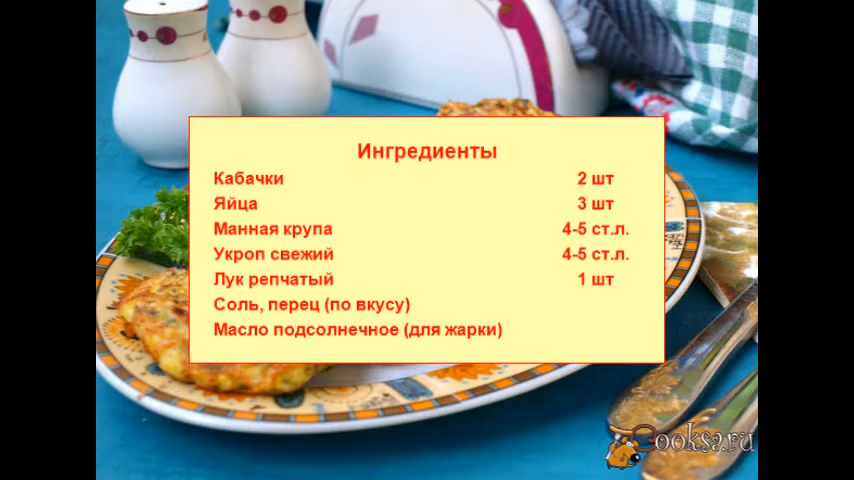 Ингредиенты
Кабачки 2 шт
Яйца 3 шт
Манная крупа 4-5 ст.л.
Укроп свежий 4-5 ст.л.
Лук репчатый 1 шт
Соль, перец (по вкусу)
Масло подсолнечное (для жарки)
Cooksa.ru